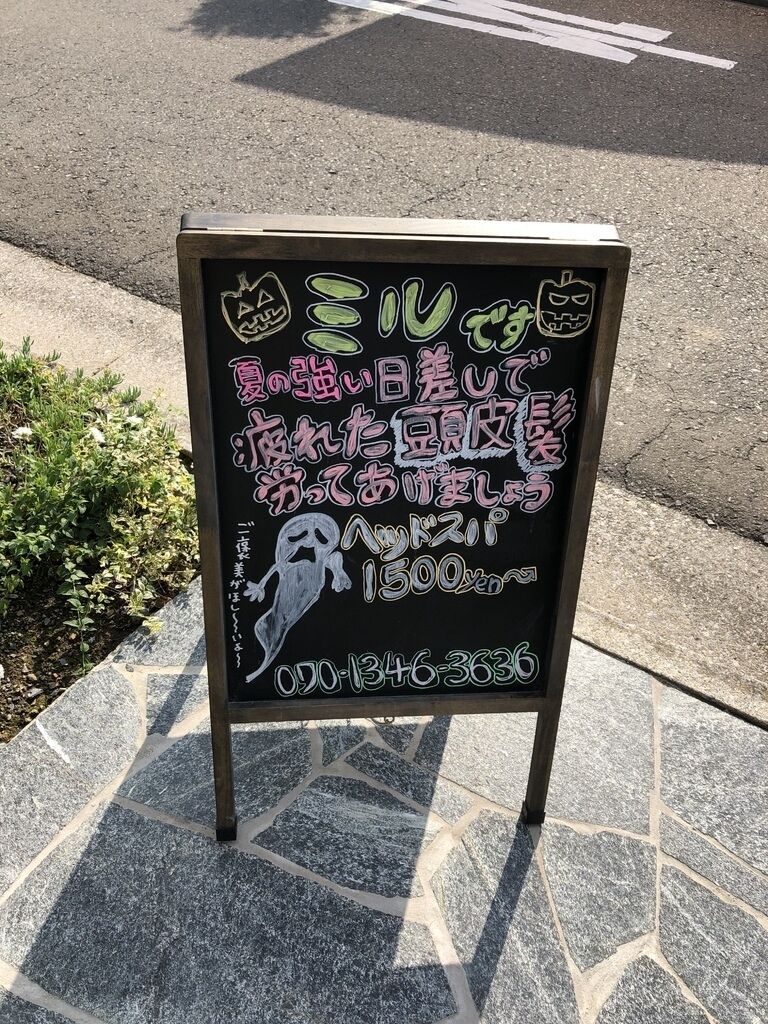 ミルです
夏の強い日差しで
疲れた頭皮髪
労ってあげましょう
ヘッドスパ
1500yen〜
ご褒美がほし〜〜いよ〜〜
070-1346-3636